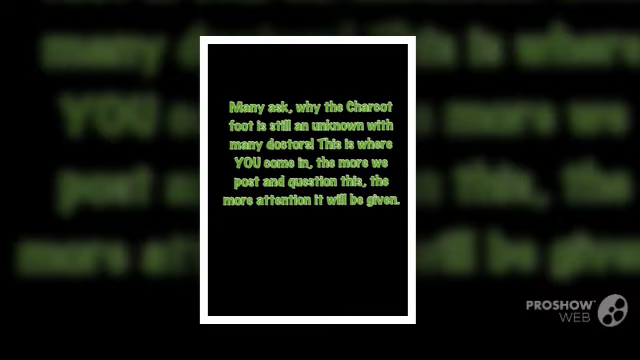 Many ask, why the Charcot
foot is still an unknown with
many doctors! This is where
YOU come in, the more we
post and question this, the
more attention it will be given.
PROSHOW
WEB